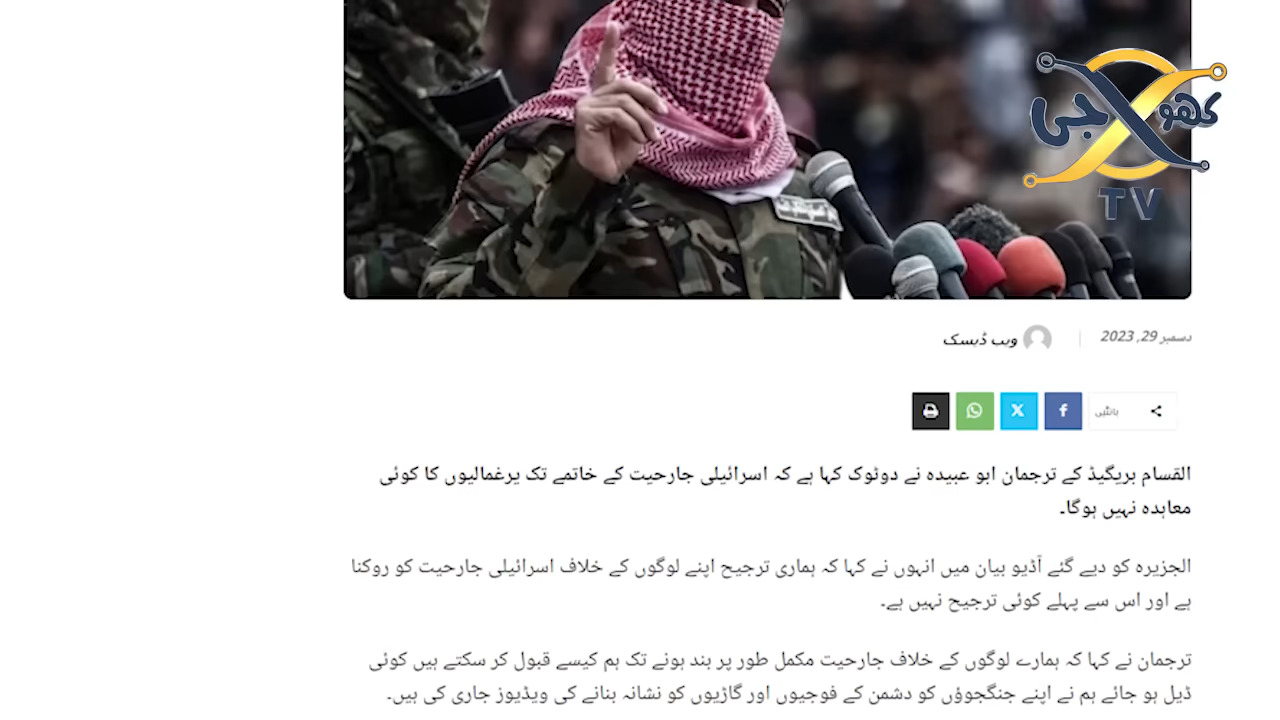 کھوجی
TV
دسمبر 29, 2023
ویب ڈیسک
بانٹیں
القسام بریگیڈ کے ترجمان ابو عبیدہ نے دوٹوک کہا ہے کہ اسرائیلی جارحیت کے خاتمے تک یرغمالیوں کا کوئی
معاہدہ نہیں ہوگا۔
الجزیرہ کو دیے گئے آڈیو بیان میں انہوں نے کہا کہ ہماری ترجیح اپنے لوگوں کے خلاف اسرائیلی جارحیت کو روکنا
ہے اور اس سے پہلے کوئی ترجیح نہیں ہے۔
ترجمان نے کہا کہ ہمارے لوگوں کے خلاف جارحیت مکمل طور پر بند ہونے تک ہم کیسے قبول کر سکتے ہیں کوئی
ڈیل ہو جائے ہم نے اپنے جنگجوؤں کو دشمن کے فوجیوں اور گاڑیوں کو نشانہ بنانے کی ویڈیوز جاری کی ہیں۔